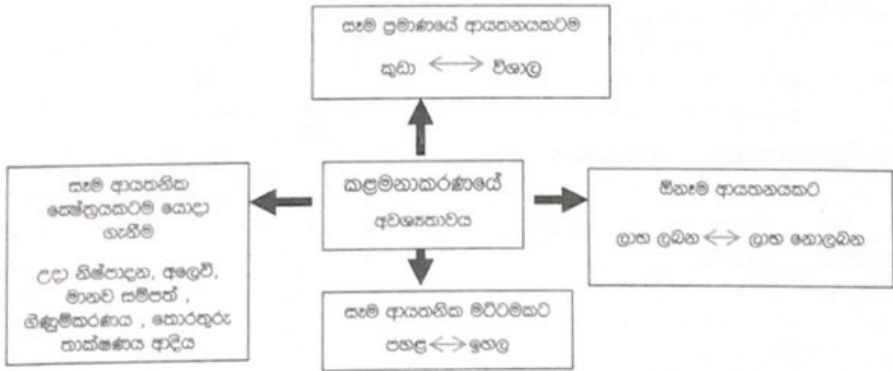 සෑම ප්‍රමාණයේ ආයතනයකටම
කුඩා ⟷ විශාල
සෑම ආයතනික
ක්‍ෂේත්‍රයකටම යොදා
ගැනීම
උදා නිෂ්පාදන, අලෙවි,
මානව සම්පත් ,
ගිණුම්කරණය , තොරතුරු
තාක්ෂණය ආදිය
කළමනාකරණයේ
අවශ්‍යතාවය
ඕනෑම ආයතනයකට
ලාභ ලබන ⟷ ලාභ නොලබන
සෑම ආයතනික මට්ටමකට
පහළ ⟷ ඉහල